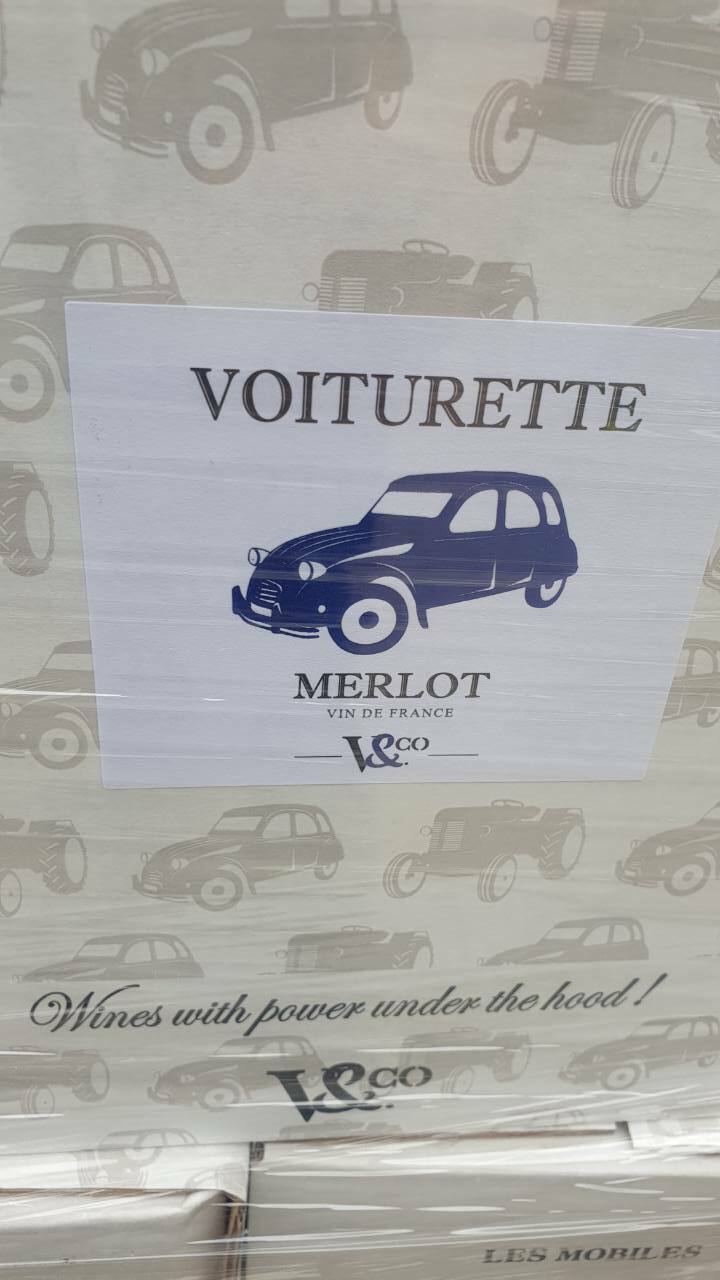 VOITURETTE
MERLOT
VIN DE FRANCE
V&CO.
Wines with power under the hood!
V&CO.
LES MOBILES